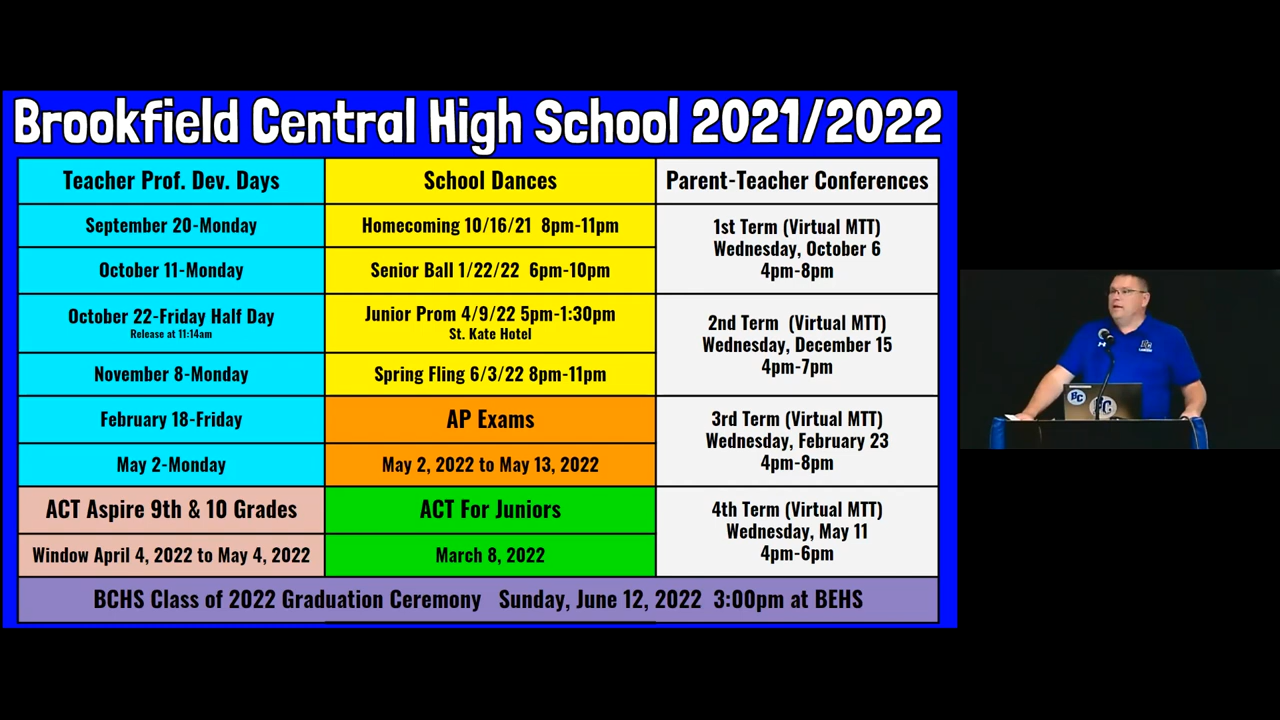 Brookfield Central High School 2021/2022
Teacher Prof. Dev. Days
School Dances
Parent-Teacher Conferences
September 20-Monday
Homecoming 10/16/21 8pm-11pm
1st Term (Virtual MTT)
Wednesday, October 6
4pm-8pm
October 11-Monday
Senior Ball 1/22/22 6pm-10pm
October 22-Friday Half Day
Release at 11:14am
Junior Prom 4/9/22 5pm-1:30pm
St. Kate Hotel
2nd Term (Virtual MTT)
Wednesday, December 15
4pm-7pm
November 8-Monday
Spring Fling 6/3/22 8pm-11pm
February 18-Friday
AP Exams
3rd Term (Virtual MTT)
Wednesday, February 23
4pm-8pm
May 2-Monday
May 2, 2022 to May 13, 2022
ACT Aspire 9th & 10 Grades
ACT For Juniors
4th Term (Virtual MTT)
Wednesday, May 11
4pm-6pm
Window April 4, 2022 to May 4, 2022
March 8, 2022
BCHS Class of 2022 Graduation Ceremony Sunday, June 12, 2022 3:00pm at BEHS
BC